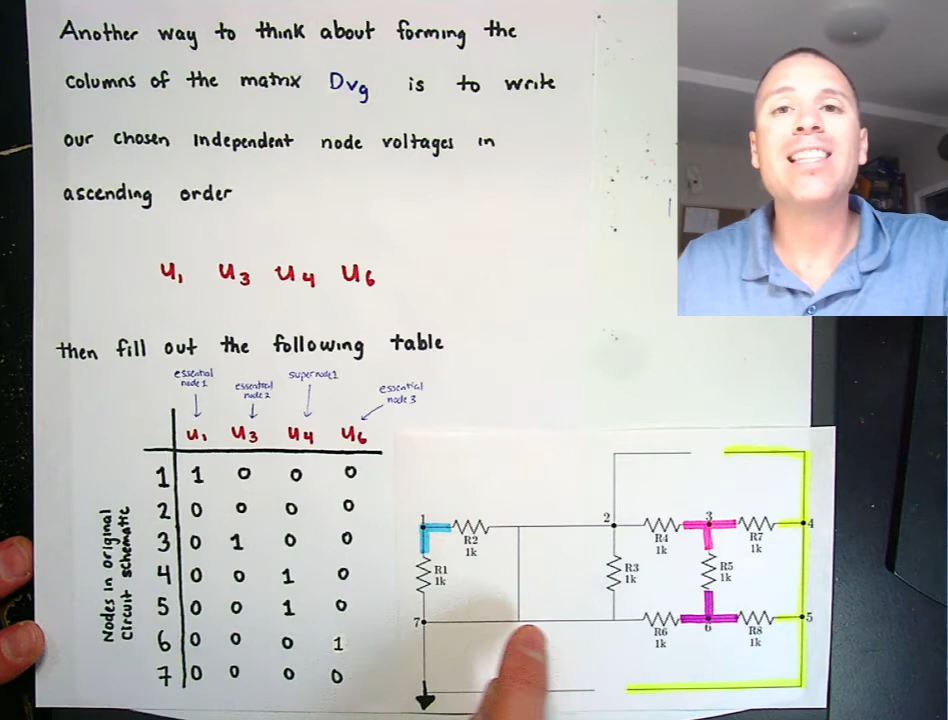 Another way to think about forming the
columns of the matrix Dvg is to write
our chosen independent node voltages in
ascending order
u1 u3 u4 u6
then fill out the following table
essential node 1
essential node 2
supernode 1
essential node 3
u1 u3 u4 u6
1 1 0 0 0
2 0 0 0 0
3 0 1 0 0
4 0 0 1 0
5 0 0 1 0
6 0 0 0 1
7 0 0 0 0
Nodes in original
Circuit schematic
1
R2
1k
R1
1k
7
2
R4
1k
3
R7
1k
4
R3
1k
R5
1k
R6
1k
6
R8
1k
5